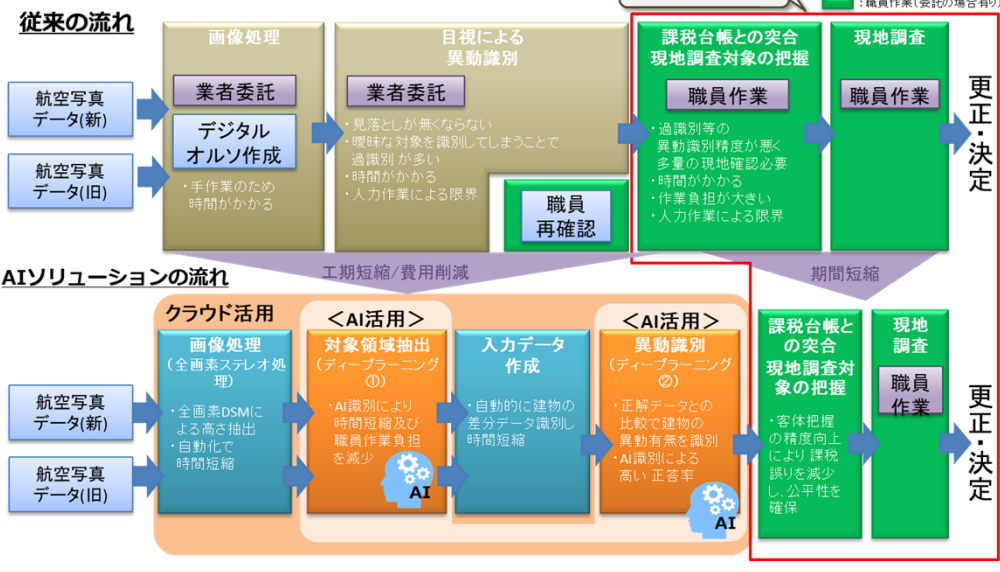 ：職員作業（委託の場合有り）
従来の流れ
航空写真
データ(新)
航空写真
データ(旧)
画像処理
業者委託
デジタル
オルソ作成
・手作業のため
時間がかかる
目視による
異動識別
業者委託
・見落としが無くならない
・曖昧な対象を識別してしまうことで
過識別 が多い
・時間がかかる
・人力作業による限界
職員
再確認
課税台帳との突合
現地調査対象の把握
職員作業
・過識別等の
異動識別精度が悪く
多量の現地確認必要
・時間がかかる
・作業負担が大きい
・人力作業による限界
現地調査
職員作業
更正・決定
工期短縮/費用削減
期間短縮
AIソリューションの流れ
航空写真
データ(新)
航空写真
データ(旧)
クラウド活用
画像処理
(全画素ステレオ処
理)
・全画素DSMに
よる高さ抽出
・自動化で
時間短縮
＜AI活用＞
対象領域抽出
(ディープラーニング
①)
・AI識別により
時間短縮及び
職員作業負担
を減少
AI
入力データ
作成
・自動的に建物の
差分データ識別し
時間短縮
＜AI活用＞
異動識別
(ディープラーニング
②)
・正解データとの
比較で建物の
異動有無を識別
・AI識別による
高い 正答率
AI
課税台帳と
の突合
現地調査対
象の把握
・客体把握
の精度向上
により 課税
誤りを減少
し、公平性を
確保
現地
調査
職員
作業
更正・決定